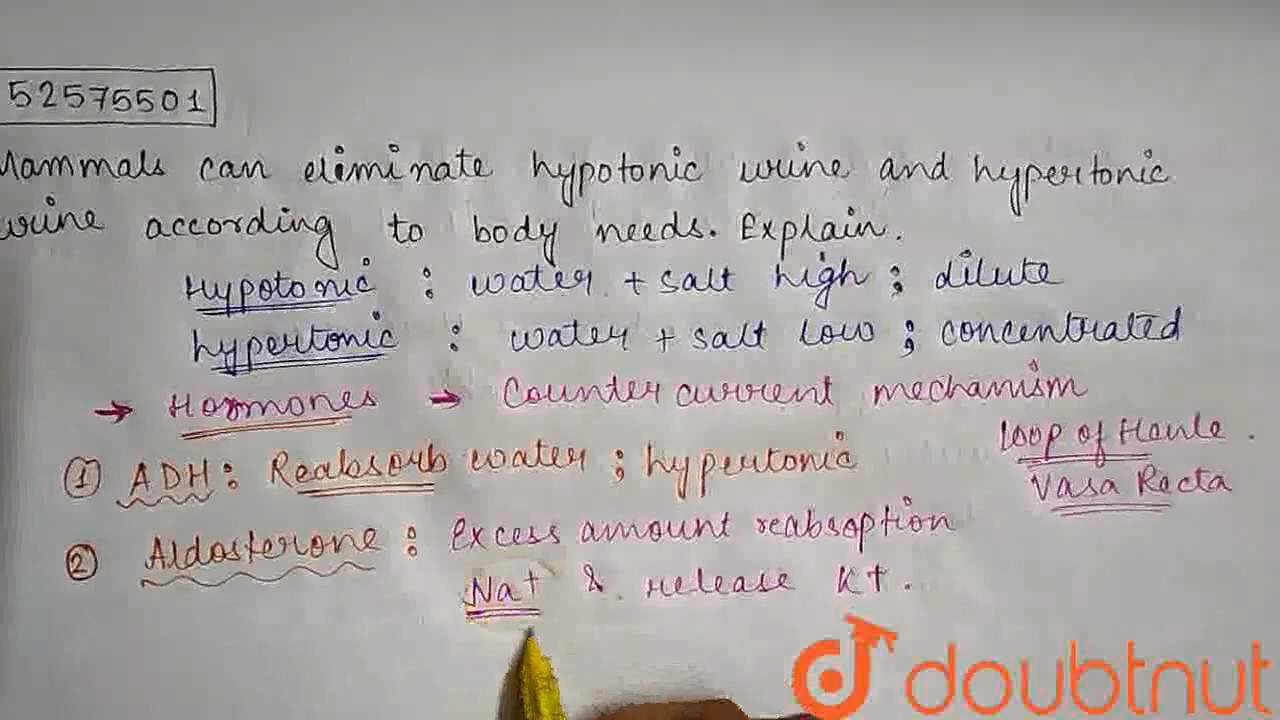 52575501
Mammals can eliminate hypotonic urine and hypertonic
urine according to body needs. Explain.
Hypotonic : water + salt high ; dilute
hypertonic : water + salt low ; concentrated
→ Hormones → Counter current mechanism
Loop of Henle.
Vasa Recta
① ADH : Reabsorb water ; hypertonic
② Aldosterone : Excess amount reabsoption
Na+ & release K+.
doubtnut